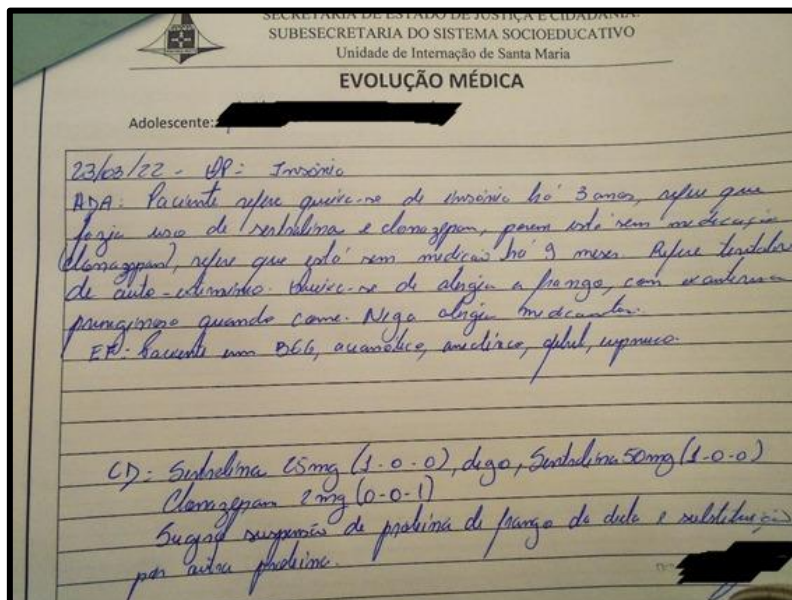 SECRETARIA DE ESTADO DE JUSTIÇA E CIDADANIA.
SUBSECRETARIA DO SISTEMA SOCIOEDUCATIVO
Unidade de Internação de Santa Maria
EVOLUÇÃO MÉDICA
Adolescente:
23/03/22 - QP: Insônia
ADA: Paciente refere queixa-se de insônia há 3 anos, refere que
fazia uso de sertralina e clonazepam, porem está sem medicação
(clonazepam), refere que está sem medicação há 9 meses. Refere tentativa
de auto-extermínio. Queixa-se de alergia a frango, com exantema
pruriginoso quando come. Nega alergia
EF: Paciente em BEG, acianótico, anictérico, afebril, eupneico.
CD: Sertralina 25mg (1-0-0), digo, Sertralina 50mg (1-0-0)
Clonazepam 2mg (0-0-1)
Sugiro suspensão de proteína de frango da dieta e substituição
por outra proteína.